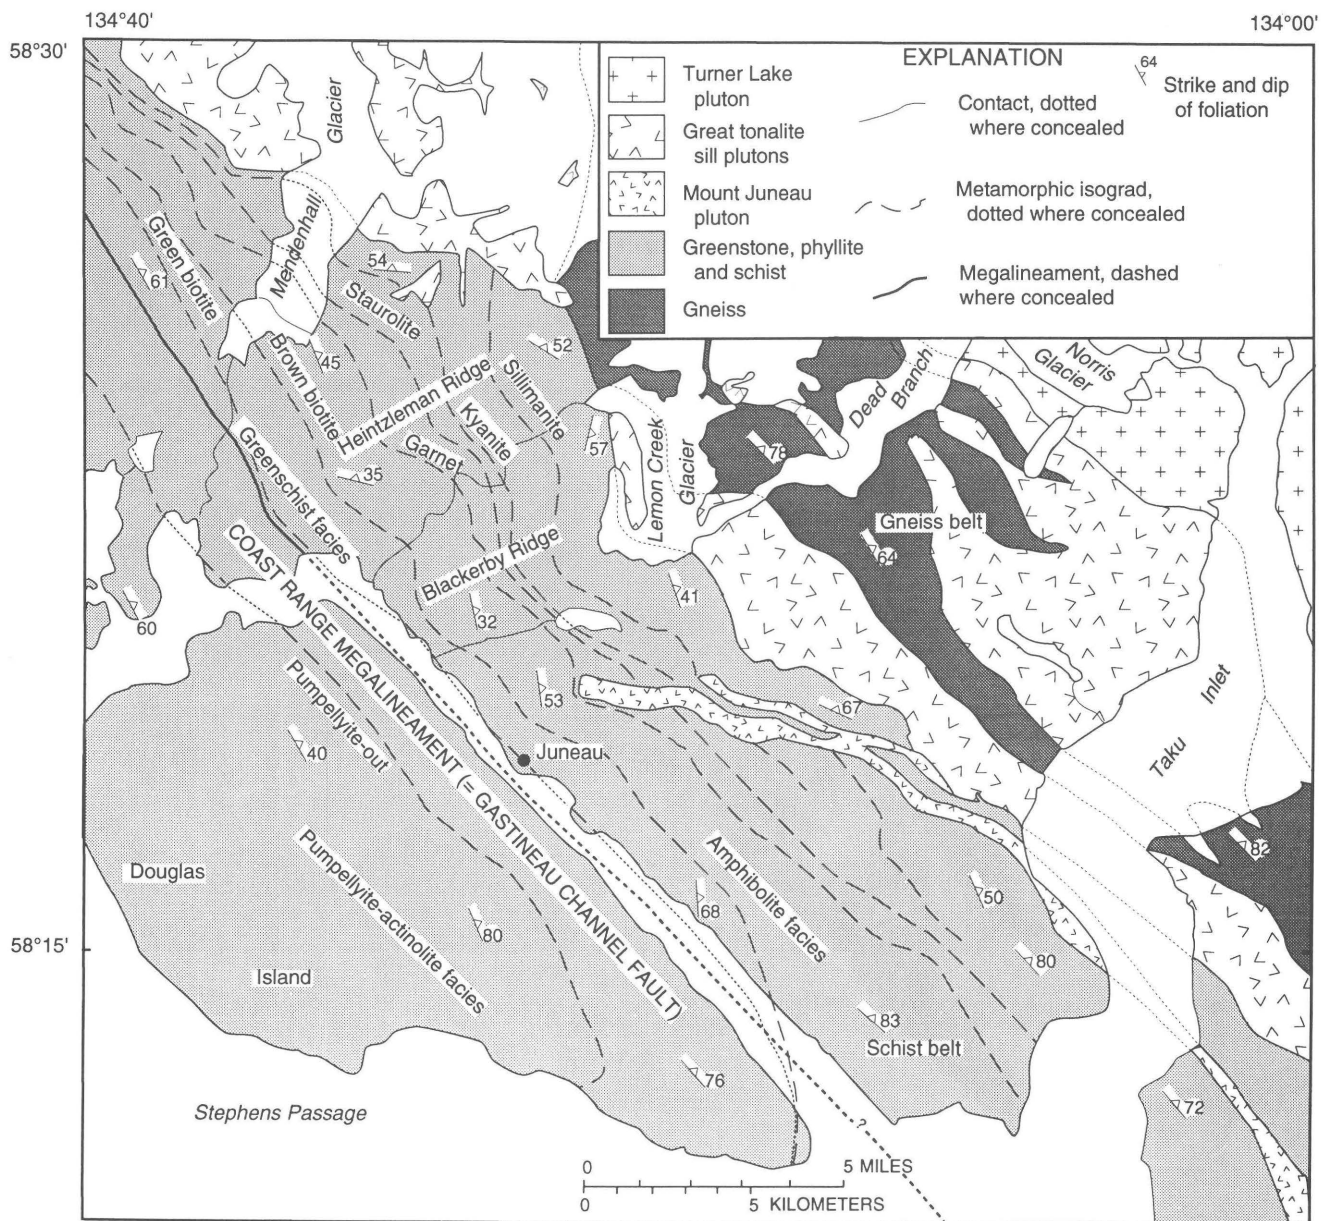 134°40'
134°00'
58°30'
58°15'
EXPLANATION
Turner Lake
pluton
Great tonalite
sill plutons
Mount Juneau
pluton
Greenstone, phyllite
and schist
Gneiss
Contact, dotted
where concealed
Metamorphic isograd,
dotted where concealed
Megalineament, dashed
where concealed
64
Strike and dip
of foliation
Glacier
Mendenhall
Green biotite
61
54
Staurolite
45
Brown biotite
Heintzleman Ridge
52
Sillimanite
Kyanite
Garnet
57
35
Greenschist facies
Lemon Creek
Glacier
Dead
Branch
Norris
Glacier
78
Gneiss belt
64
COAST RANGE MEGALINEAMENT (= GASTINEAU CHANNEL FAULT)
Blackerby Ridge
41
32
60
Pumpellyite-out
53
67
40
Juneau
Inlet
Taku
82
Pumpellyite-actinolite facies
Amphibolite facies
Douglas
Island
68
50
80
80
83
Schist belt
76
72
Stephens Passage
?
0
5 MILES
0
5
KILOMETERS